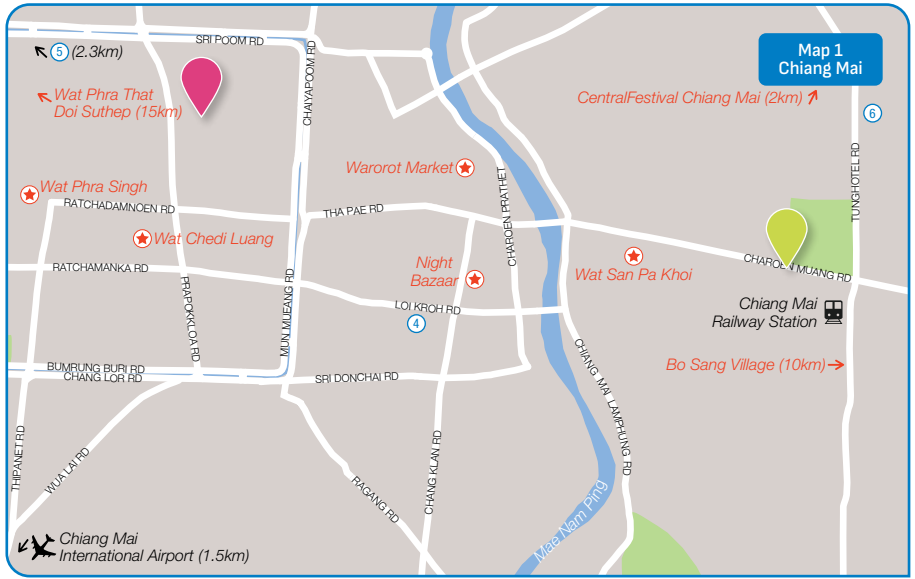 SRI POOM RD
5 (2.3km)
Map 1
Chiang Mai
Wat Phra That
Doi Suthep (15km)
CHAIYAPOOM RD
CentralFestival Chiang Mai (2km)
6
TUNGHOTEL RD
Warorot Market
CHAROEN PRATHET
Wat Phra Singh
RATCHADAMNOEN RD
THA PAE RD
Wat Chedi Luang
RATCHAMANKA RD
Night
Bazaar
Wat San Pa Khoi
CHAROEN MUANG RD
PRAPOKKLOA RD
MUN MUEANG RD
LOI KROH RD
4
Chiang Mai
Railway Station
BUMRUNG BURI RD
CHANG LOR RD
SRI DONCHAI RD
CHIANG MAI LAMPHUNG RD
Bo Sang Village (10km)
THIPANET RD
WUA LAI RD
RAGANG RD
CHANG KLAN RD
Mae Nam Ping
Chiang Mai
International Airport (1.5km)